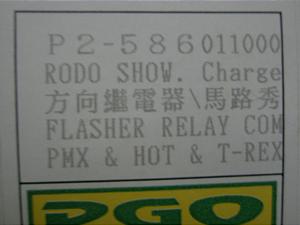 P2-586011000
RODO SHOW. Charge
方向繼電器\馬路秀
FLASHER RELAY COM
PMX & HOT & T-REX
PGO